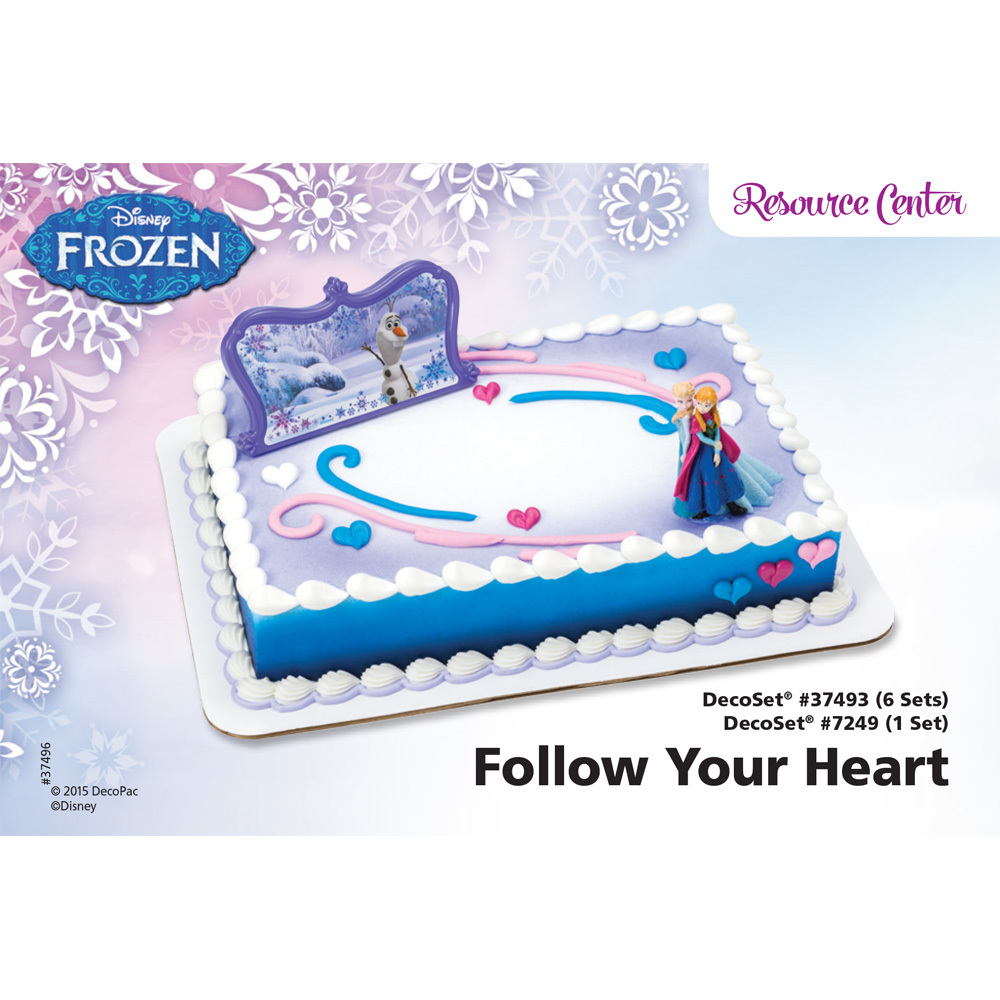 Disney
FROZEN
Resource Center
DecoSet® #37493 (6 Sets)
DecoSet® #7249 (1 Set)
Follow Your Heart
#37496
© 2015 DecoPac
©Disney